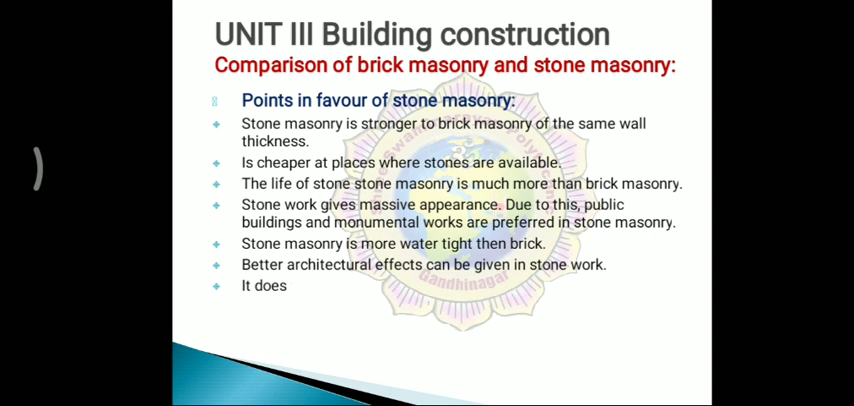 UNIT III Building construction
Comparison of brick masonry and stone masonry:
Points in favour of stone masonry:
Stone masonry is stronger to brick masonry of the same wall
thickness.
Is cheaper at places where stones are available.
The life of stone stone masonry is much more than brick masonry.
Stone work gives massive appearance. Due to this, public
buildings and monumental works are preferred in stone masonry.
Stone masonry is more water tight then brick.
Better architectural effects can be given in stone work.
It does
Gandhinagar